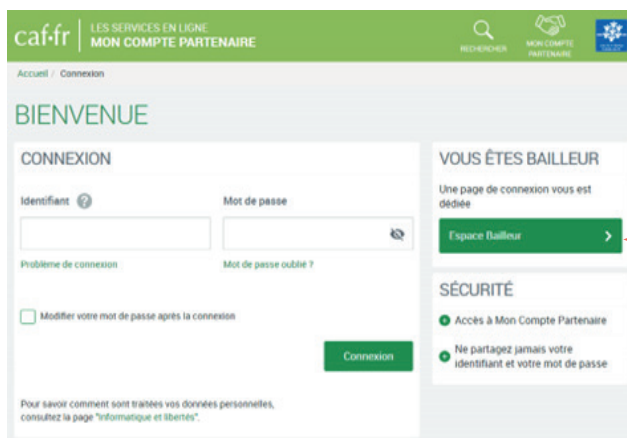 caf.fr
LES SERVICES EN LIGNE
MON COMPTE PARTENAIRE
RECHERCHER
MON COMPTE
PARTENAIRE
Accueil / Connexion
BIENVENUE
CONNEXION
Identifiant ?
Mot de passe
Problème de connexion
Mot de passe oublié ?
Modifier votre mot de passe après la connexion
Connexion
Pour savoir comment sont traitées vos données personnelles,
consultez la page "Informatique et libertés".
VOUS ÊTES BAILLEUR
Une page de connexion vous est
dédiée
Espace Bailleur
SÉCURITÉ
Accès à Mon Compte Partenaire
Ne partagez jamais votre
identifiant et votre mot de passe